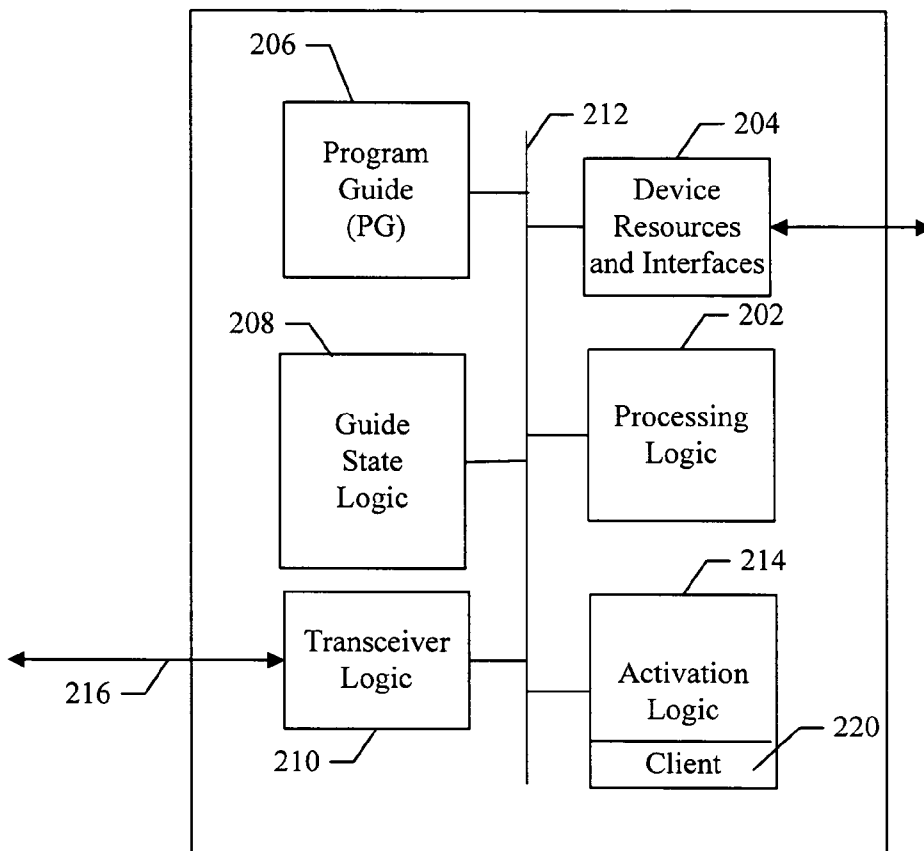 206
212
204
Program
Guide
(PG)
Device
Resources
and Interfaces
208
202
Guide
State
Logic
Processing
Logic
214
Transceiver
Logic
Activation
Logic
216
210
220
Client